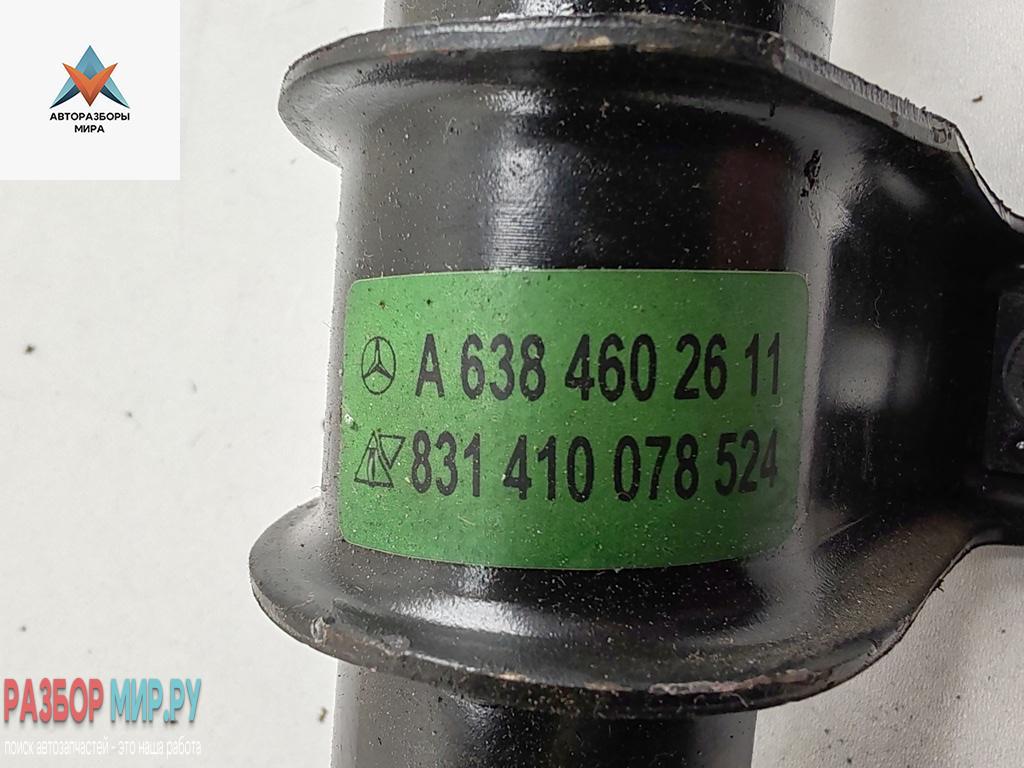 АВТОРАЗБОРЫ
МИРА
A 638 460 26 11
831 410 078 524
РАЗБОР МИР.РУ
поиск автозапчастей - это наша работа